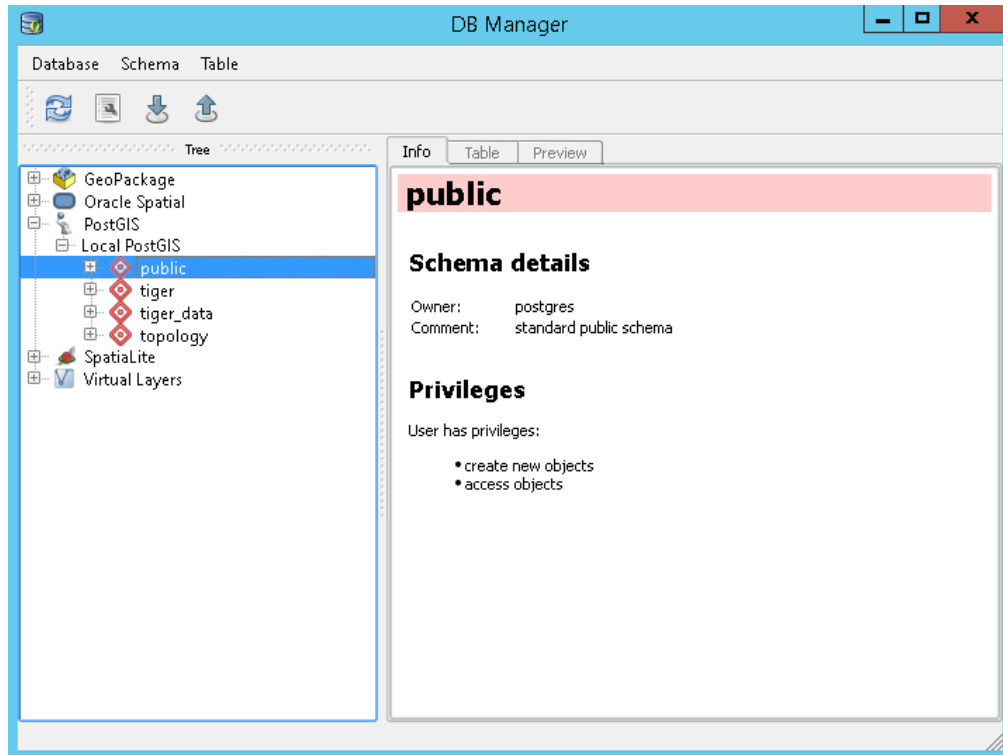 DB Manager
Database Schema Table
Tree
GeoPackage
Oracle Spatial
PostGIS
Local PostGIS
public
tiger
tiger_data
topology
SpatiaLite
Virtual Layers
Info Table Preview
public
Schema details
Owner: postgres
Comment: standard public schema
Privileges
User has privileges:
• create new objects
• access objects